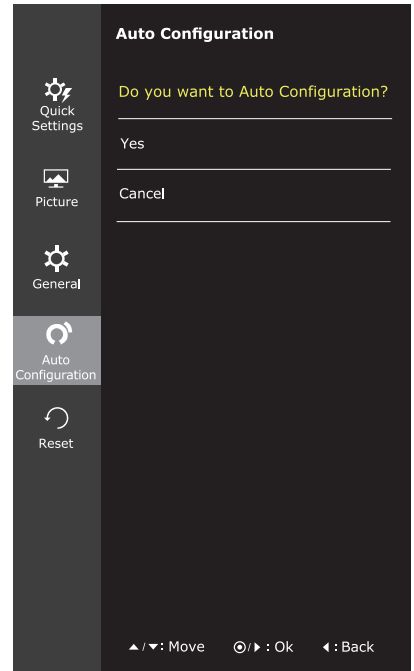 Auto Configuration
Do you want to Auto Configuration?
Yes
Cancel
Quick
Settings
Picture
General
Auto
Configuration
Reset
▲/▼: Move ⊙/▶ : Ok ◀ : Back